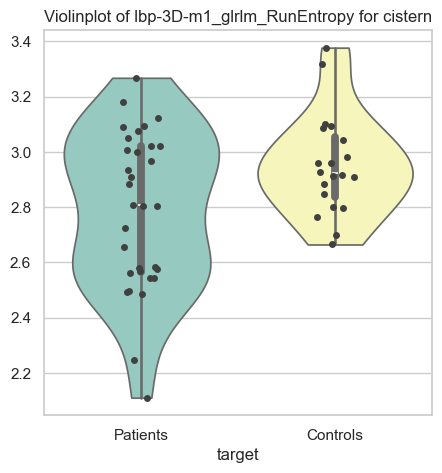 Violinplot of lbp-3D-m1_glrlm_RunEntropy for cistern
3.4
3.2
3.0
2.8
2.6
2.4
2.2
Patients
Controls
target